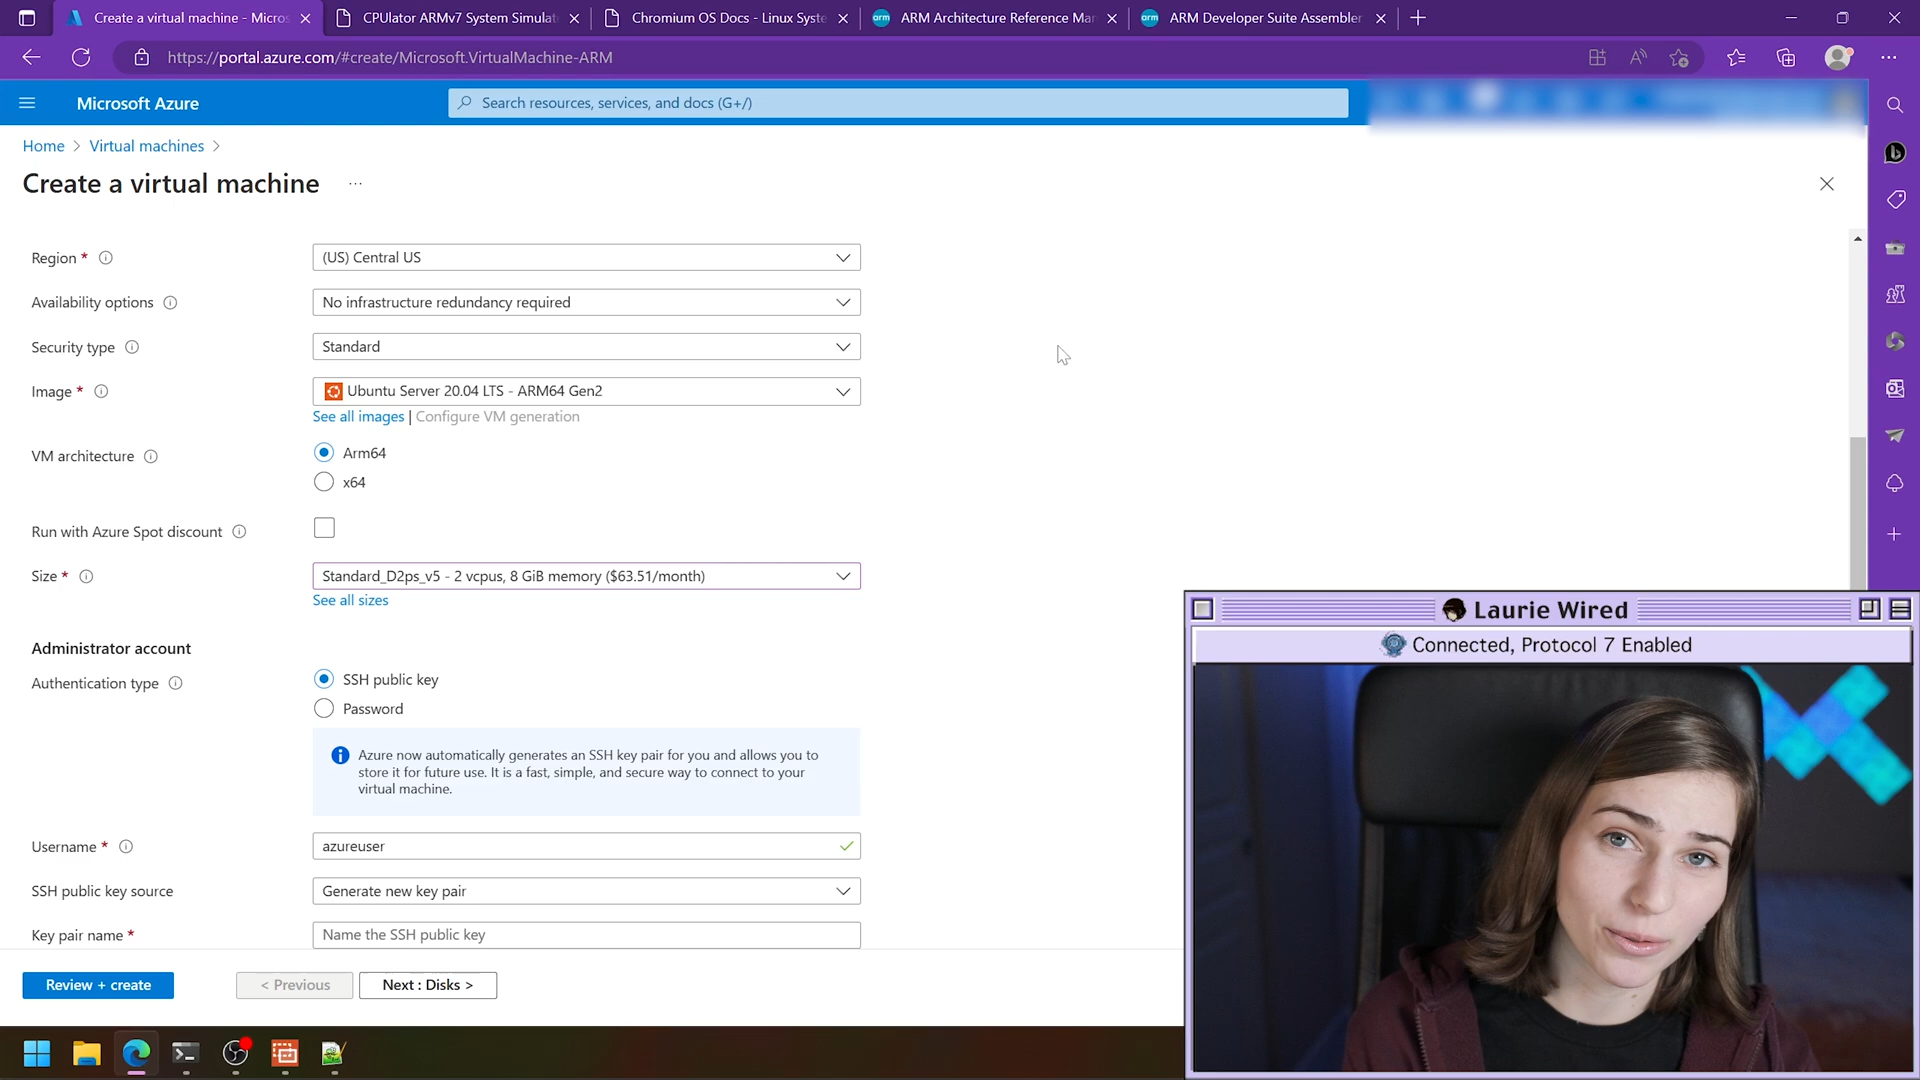 Create a virtual machine - Micros
CPUlator ARMv7 System Simulat
Chromium OS Docs - Linux Syste
arm ARM Architecture Reference Man
arm ARM Developer Suite Assembler
https://portal.azure.com/#create/Microsoft.VirtualMachine-ARM
Microsoft Azure
Search resources, services, and docs (G+/)
Home > Virtual machines >
Create a virtual machine ...
Region *
(US) Central US
Availability options
No infrastructure redundancy required
Security type
Standard
Image *
Ubuntu Server 20.04 LTS - ARM64 Gen2
See all images | Configure VM generation
VM architecture
Arm64
x64
Run with Azure Spot discount
Size *
Standard_D2ps_v5 - 2 vcpus, 8 GiB memory ($63.51/month)
See all sizes
Administrator account
Authentication type
SSH public key
Password
Azure now automatically generates an SSH key pair for you and allows you to
store it for future use. It is a fast, simple, and secure way to connect to your
virtual machine.
Username *
azureuser
SSH public key source
Generate new key pair
Key pair name *
Name the SSH public key
Review + create
< Previous
Next : Disks >
Laurie Wired
Connected, Protocol 7 Enabled